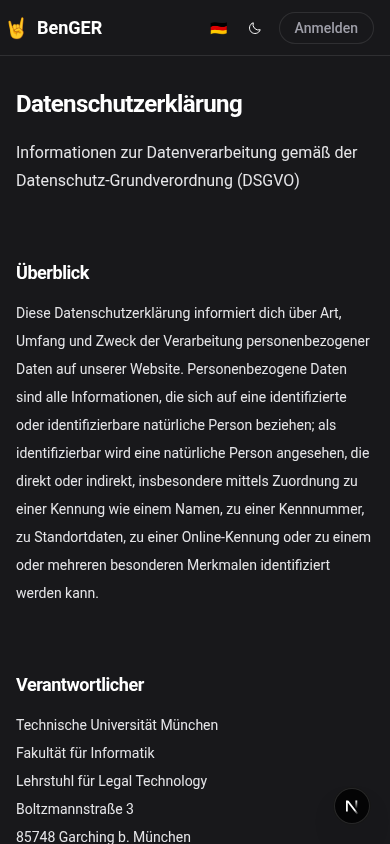 🤘 BenGER 🇩🇪 Anmelden
Datenschutzerklärung
Informationen zur Datenverarbeitung gemäß der
Datenschutz-Grundverordnung (DSGVO)
Überblick
Diese Datenschutzerklärung informiert dich über Art,
Umfang und Zweck der Verarbeitung personenbezogener
Daten auf unserer Website. Personenbezogene Daten
sind alle Informationen, die sich auf eine identifizierte
oder identifizierbare natürliche Person beziehen; als
identifizierbar wird eine natürliche Person angesehen, die
direkt oder indirekt, insbesondere mittels Zuordnung zu
einer Kennung wie einem Namen, zu einer Kennnummer,
zu Standortdaten, zu einer Online-Kennung oder zu einem
oder mehreren besonderen Merkmalen identifiziert
werden kann.
Verantwortlicher
Technische Universität München
Fakultät für Informatik
Lehrstuhl für Legal Technology
Boltzmannstraße 3
85748 Garching b. München
N